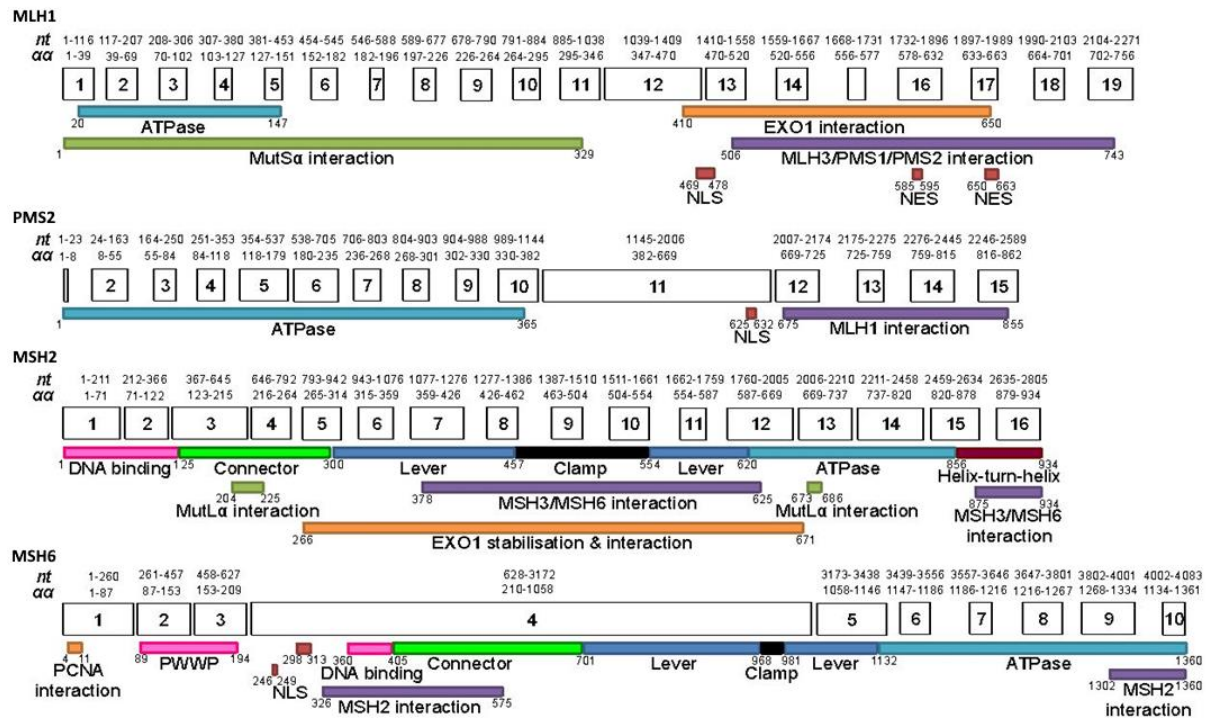 MLH1
nt 1-116 117-207 208-306 307-380 381-453 454-545 546-588 589-677 678-790 791-884 885-1038 1039-1409 1410-1558 1559-1667 1668-1731 1732-1896 1897-1989 1990-2103 2104-2271
αα 1-39 39-69 70-102 103-127 127-151 152-182 182-196 197-226 226-264 264-295 295-346 347-470 470-520 520-556 556-577 578-632 633-663 664-701 702-756
1 2 3 4 5 6 7 8 9 10 11 12 13 14 16 17 18 19
20 ATPase 147 410 EXO1 interaction 650
1 MutSα interaction 329 506 MLH3/PMS1/PMS2 interaction 743
469 478 585 595 650 663
NLS NES NES
PMS2
nt 1-23 24-163 164-250 251-353 354-537 538-705 706-803 804-903 904-988 989-1144 1145-2006 2007-2174 2175-2275 2276-2445 2246-2589
αα 1-8 8-55 55-84 84-118 118-179 180-235 236-268 268-301 302-330 330-382 382-669 669-725 725-759 759-815 816-862
2 3 4 5 6 7 8 9 10 11 12 13 14 15
1 ATPase 365 625 632 675 MLH1 interaction 855
NLS
MSH2
nt 1-211 212-366 367-645 646-792 793-942 943-1076 1077-1276 1277-1386 1387-1510 1511-1661 1662-1759 1760-2005 2006-2210 2211-2458 2459-2634 2635-2805
αα 1-71 71-122 123-215 216-264 265-314 315-359 359-426 426-462 463-504 504-554 554-587 587-669 669-737 737-820 820-878 879-934
1 2 3 4 5 6 7 8 9 10 11 12 13 14 15 16
1 DNA binding 125 Connector 300 Lever 457 Clamp 554 Lever 620 ATPase 856 934
Helix-turn-helix
204 225 378 MSH3/MSH6 interaction 625 673 686 875 934
MutLα interaction MutLα interaction MSH3/MSH6
interaction
266 EXO1 stabilisation & interaction 671
MSH6
nt 1-260 261-457 458-627 628-3172 3173-3438 3439-3556 3557-3646 3647-3801 3802-4001 4002-4083
αα 1-87 87-153 153-209 210-1058 1058-1146 1147-1186 1186-1216 1216-1267 1268-1334 1134-1361
1 2 3 4 5 6 7 8 9 10
4 11 89 PWWP 194 298 313 360 DNA binding 405 Connector 701 Lever 968 981 Lever 1132 ATPase 1360
Clamp
PCNA
interaction
246 249 NLS
326 MSH2 interaction 575 1302 MSH2 1360
interaction